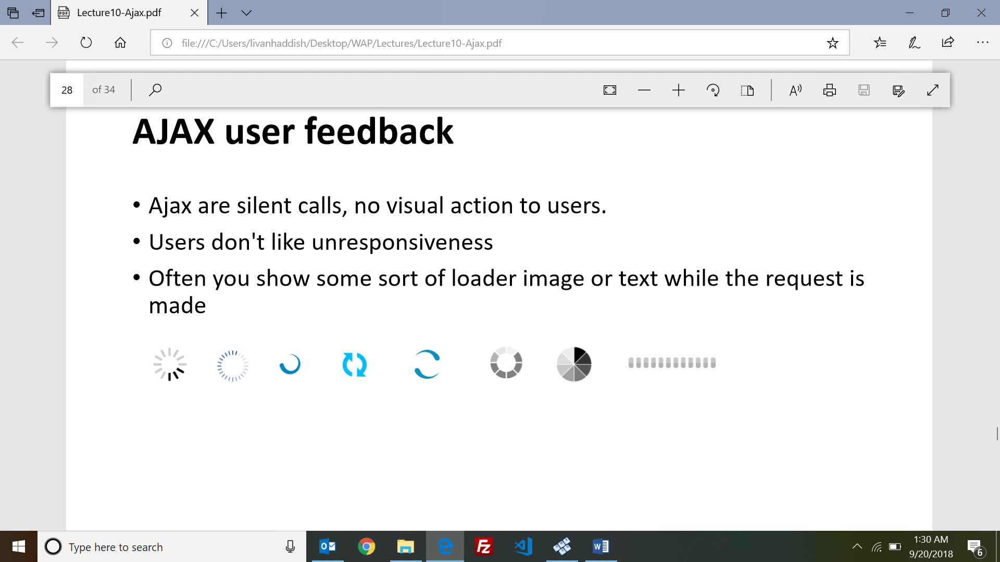 Lecture10-Ajax.pdf
file:///C:/Users/livanhaddish/Desktop/WAP/Lectures/Lecture10-Ajax.pdf
28 of 34
AJAX user feedback
• Ajax are silent calls, no visual action to users.
• Users don't like unresponsiveness
• Often you show some sort of loader image or text while the request is
made
Type here to search
1:30 AM
9/20/2018
6